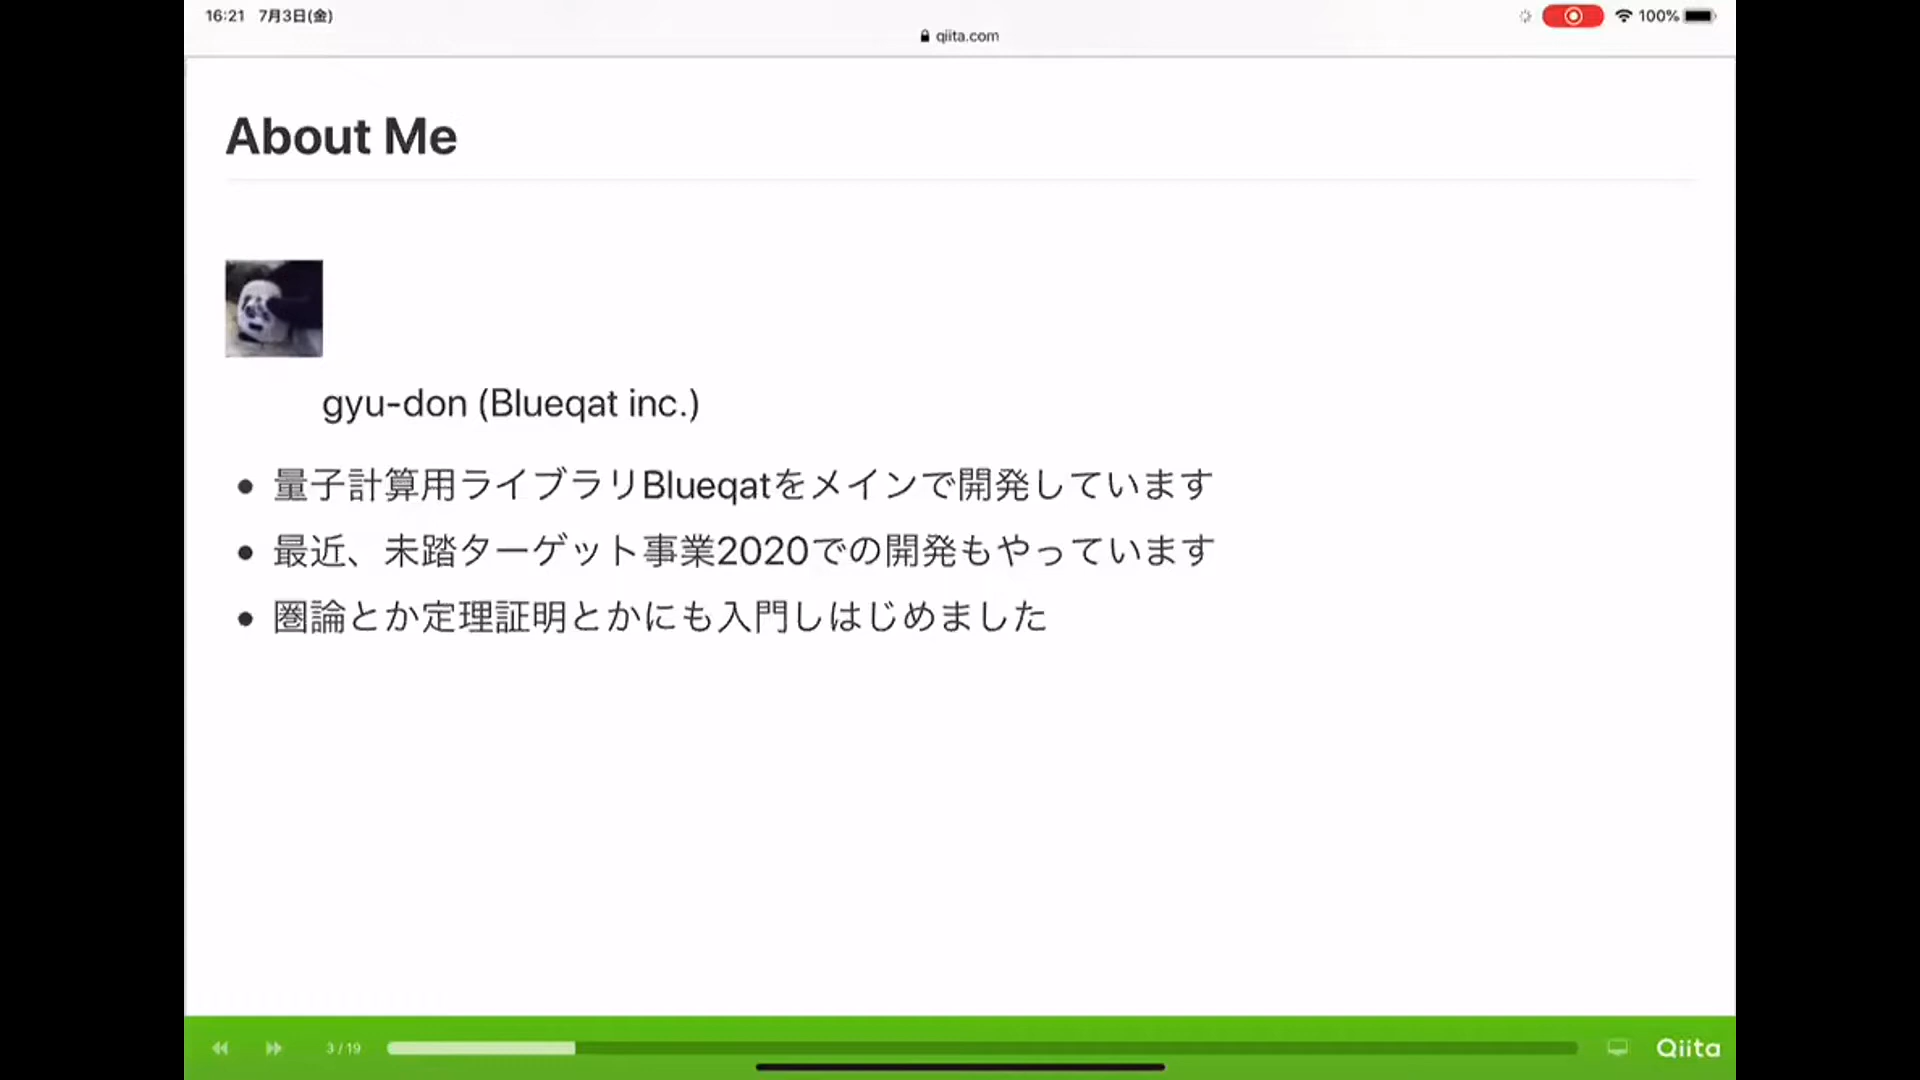 16:21 7月3日(金)
100%
qiita.com
About Me
gyu-don (Blueqat inc.)
• 量子計算用ライブラリBlueqatをメインで開発しています
• 最近、未踏ターゲット事業2020での開発もやっています
• 圏論とか定理証明とかにも入門しはじめました
3 / 19
Qiita